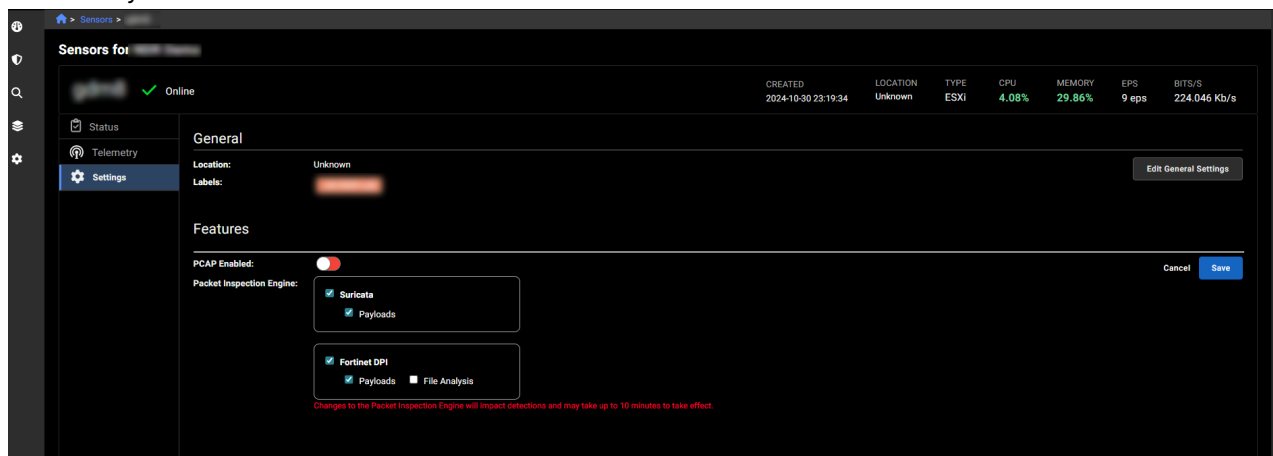 > Sensors >
Sensors for
Online
CREATED
2024-10-30 23:19:34
LOCATION
Unknown
TYPE
ESXi
CPU
4.08%
MEMORY
29.86%
EPS
9 eps
BITS/S
224.046 Kb/s
Status
Telemetry
Settings
General
Location: Unknown
Labels:
Edit General Settings
Features
PCAP Enabled:
Cancel Save
Packet Inspection Engine:
Suricata
Payloads
Fortinet DPI
Payloads File Analysis
Changes to the Packet Inspection Engine will impact detections and may take up to 10 minutes to take effect.